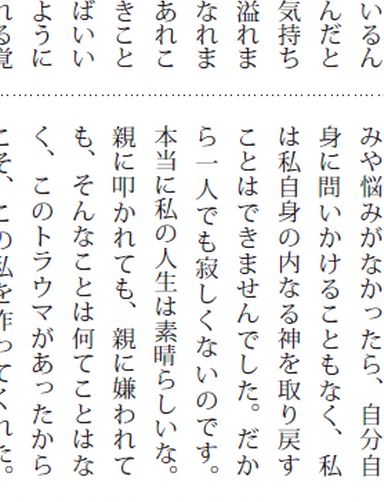 いるん
んだと
気持ち
溢れま
なれま
あれこ
きこと
ばいい
ように
れる覚
みや悩みがなかったら、自分自
身に問いかけることもなく、私
は私自身の内なる神を取り戻す
ことはできませんでした。だか
ら一人でも寂しくないのです。
本当に私の人生は素晴らしいな。
親に叩かれても、親に嫌われて
も、そんなことは何てことはな
く、このトラウマがあったから
こそ、この私を作ってくれた。